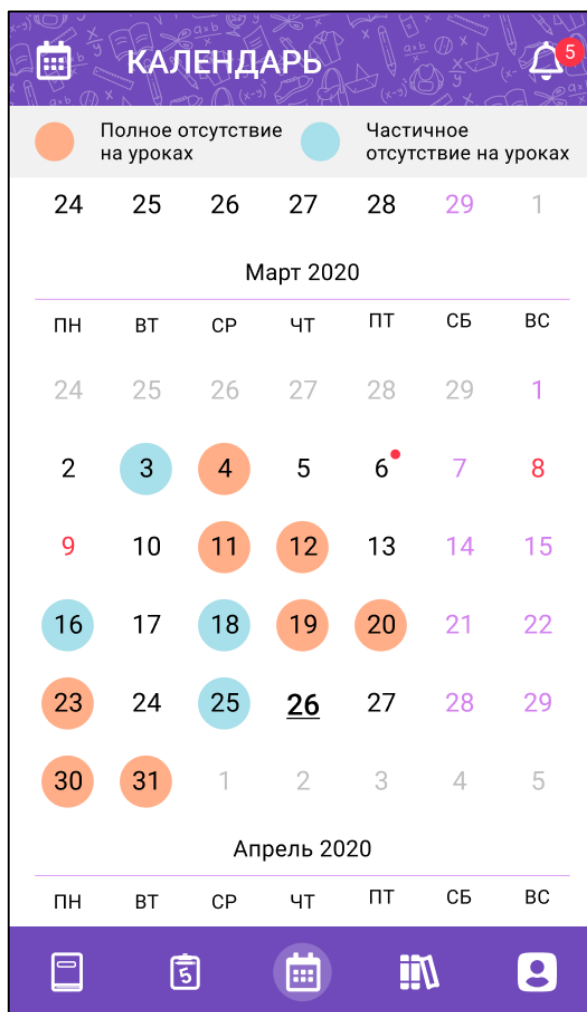 КАЛЕНДАРЬ 5
Полное отсутствие на уроках
Частичное отсутствие на уроках
24 25 26 27 28 29 1
Март 2020
ПН ВТ СР ЧТ ПТ СБ ВС
24 25 26 27 28 29 1
2 3 4 5 6 7 8
9 10 11 12 13 14 15
16 17 18 19 20 21 22
23 24 25 26 27 28 29
30 31 1 2 3 4 5
Апрель 2020
ПН ВТ СР ЧТ ПТ СБ ВС
5